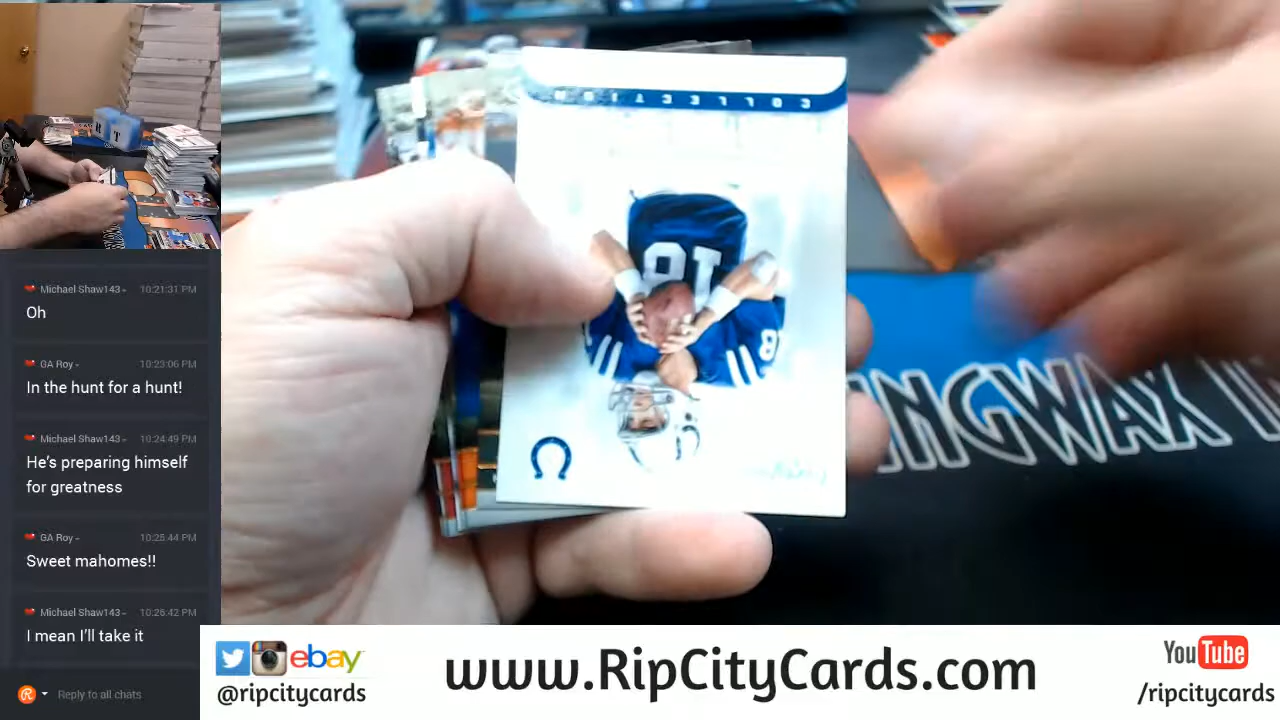 Michael Shaw143 10:21:31 PM
Oh
GA Roy 10:23:06 PM
In the hunt for a hunt!
Michael Shaw143 10:24:49 PM
He's preparing himself
for greatness
GA Roy 10:25:44 PM
Sweet mahomes!!
Michael Shaw143 10:26:42 PM
I mean I'll take it
Reply to all chats
R T
COLLECTION
18
8
INGWAX
ebay
@ripcitycards
www.RipCityCards.com
YouTube
/ripcitycards